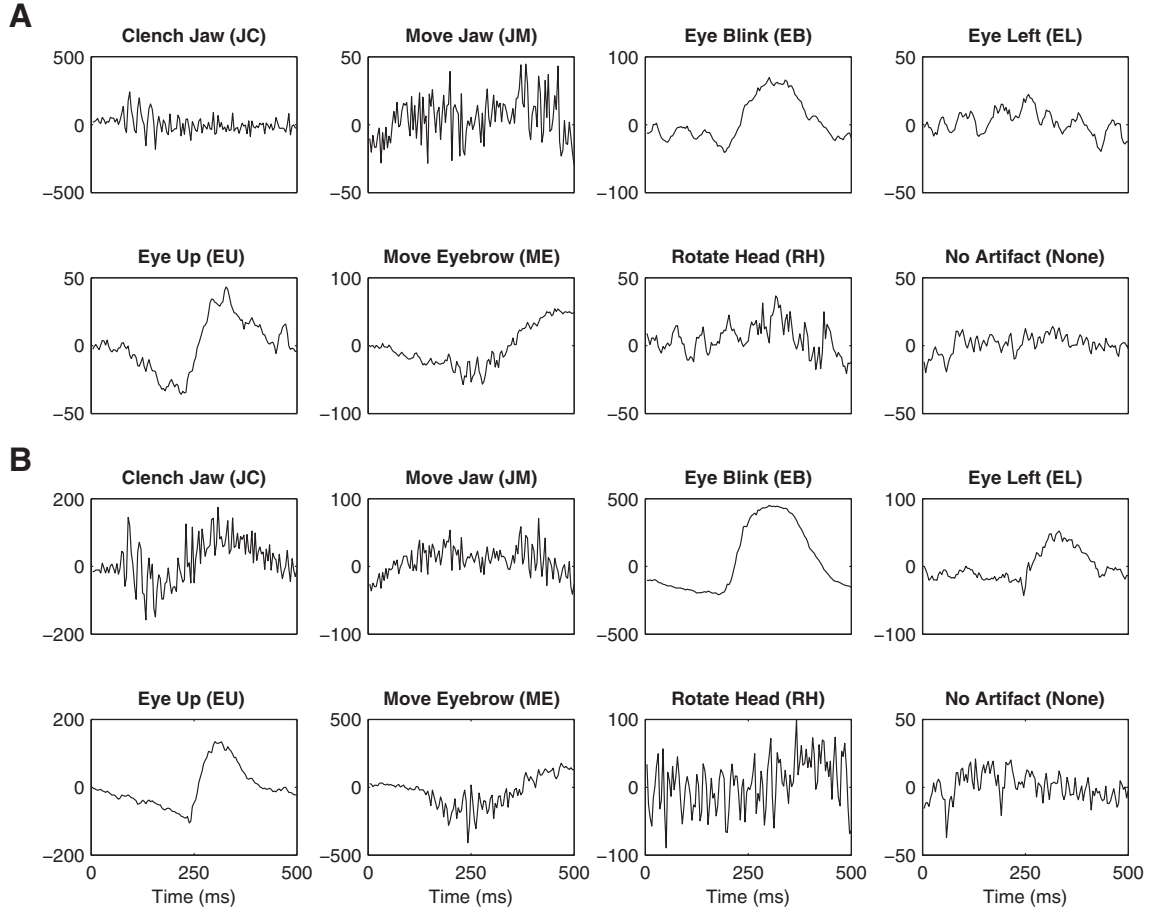 A
Clench Jaw (JC) Move Jaw (JM) Eye Blink (EB) Eye Left (EL)
500 50 100 50
0 0 0 0
−500 −50 −100 −50
Eye Up (EU) Move Eyebrow (ME) Rotate Head (RH) No Artifact (None)
50 100 50 50
0 0 0 0
−50 −100 −50 −50
B
Clench Jaw (JC) Move Jaw (JM) Eye Blink (EB) Eye Left (EL)
200 100 500 100
0 0 0 0
−200 −100 −500 −100
Eye Up (EU) Move Eyebrow (ME) Rotate Head (RH) No Artifact (None)
200 500 100 50
0 0 0 0
−200 −500 −100 −50
0 250 500 0 250 500 0 250 500 0 250 500
Time (ms) Time (ms) Time (ms) Time (ms)